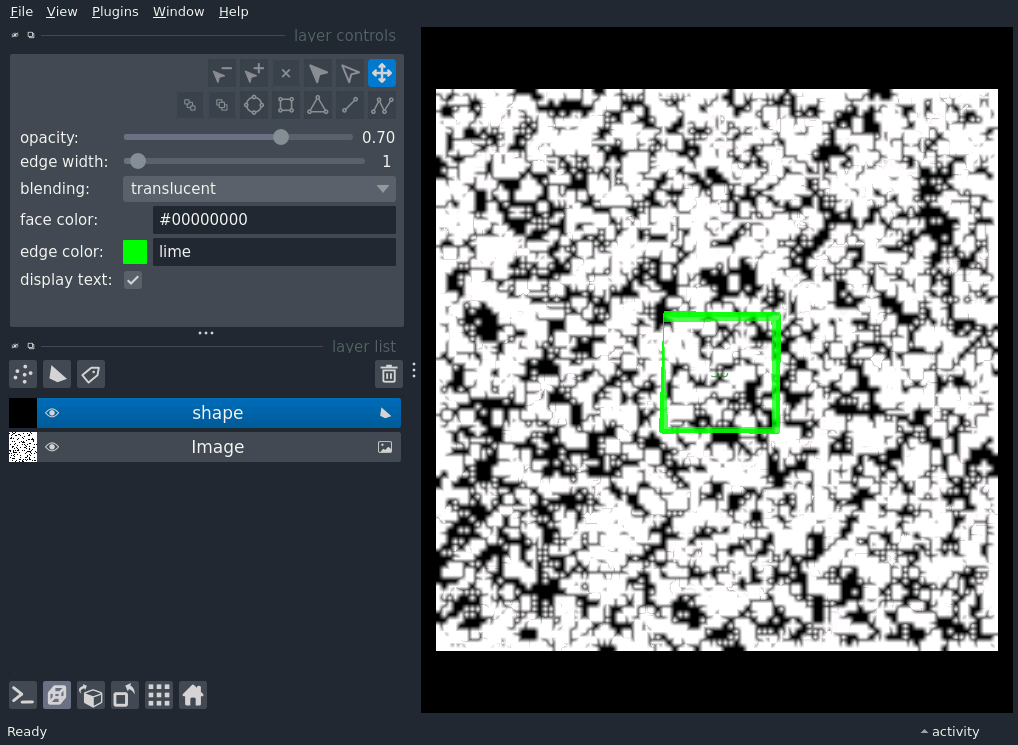 File View Plugins Window Help
layer controls
opacity: 0.70
edge width: 1
blending: translucent
face color: #00000000
edge color: lime
display text:
layer list
shape
Image
Ready
activity